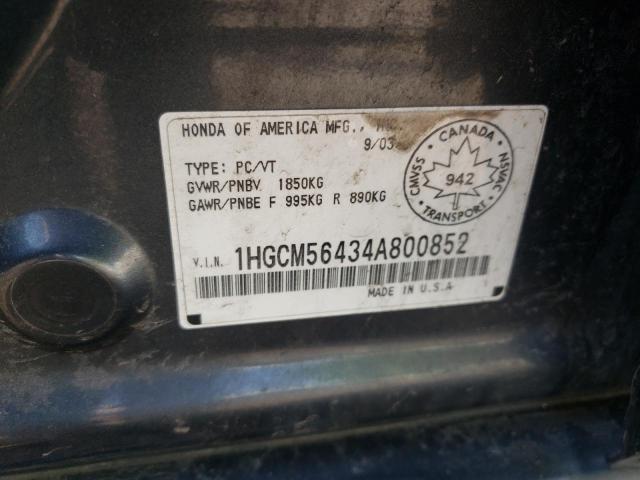 HONDA OF AMERICA MFG.,
9/03
TYPE: PC/VT
GVWR/PNBV 1850KG
GAWR/PNBE F 995KG R 890KG
CANADA
CMVSS
NSVAC
942
TRANSPORT
V.I.N. 1HGCM56434A800852
MADE IN U.S.A